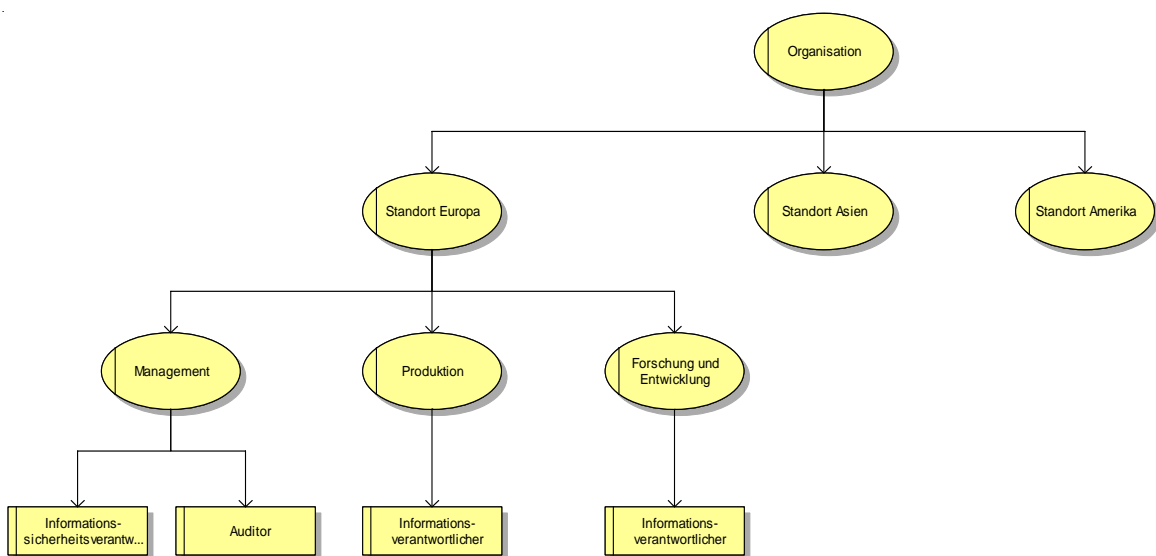 Organisation
Standort Europa
Standort Asien
Standort Amerika
Management
Produktion
Forschung und
Entwicklung
Informations-
sicherheitsverantw...
Auditor
Informations-
verantwortlicher
Informations-
verantwortlicher